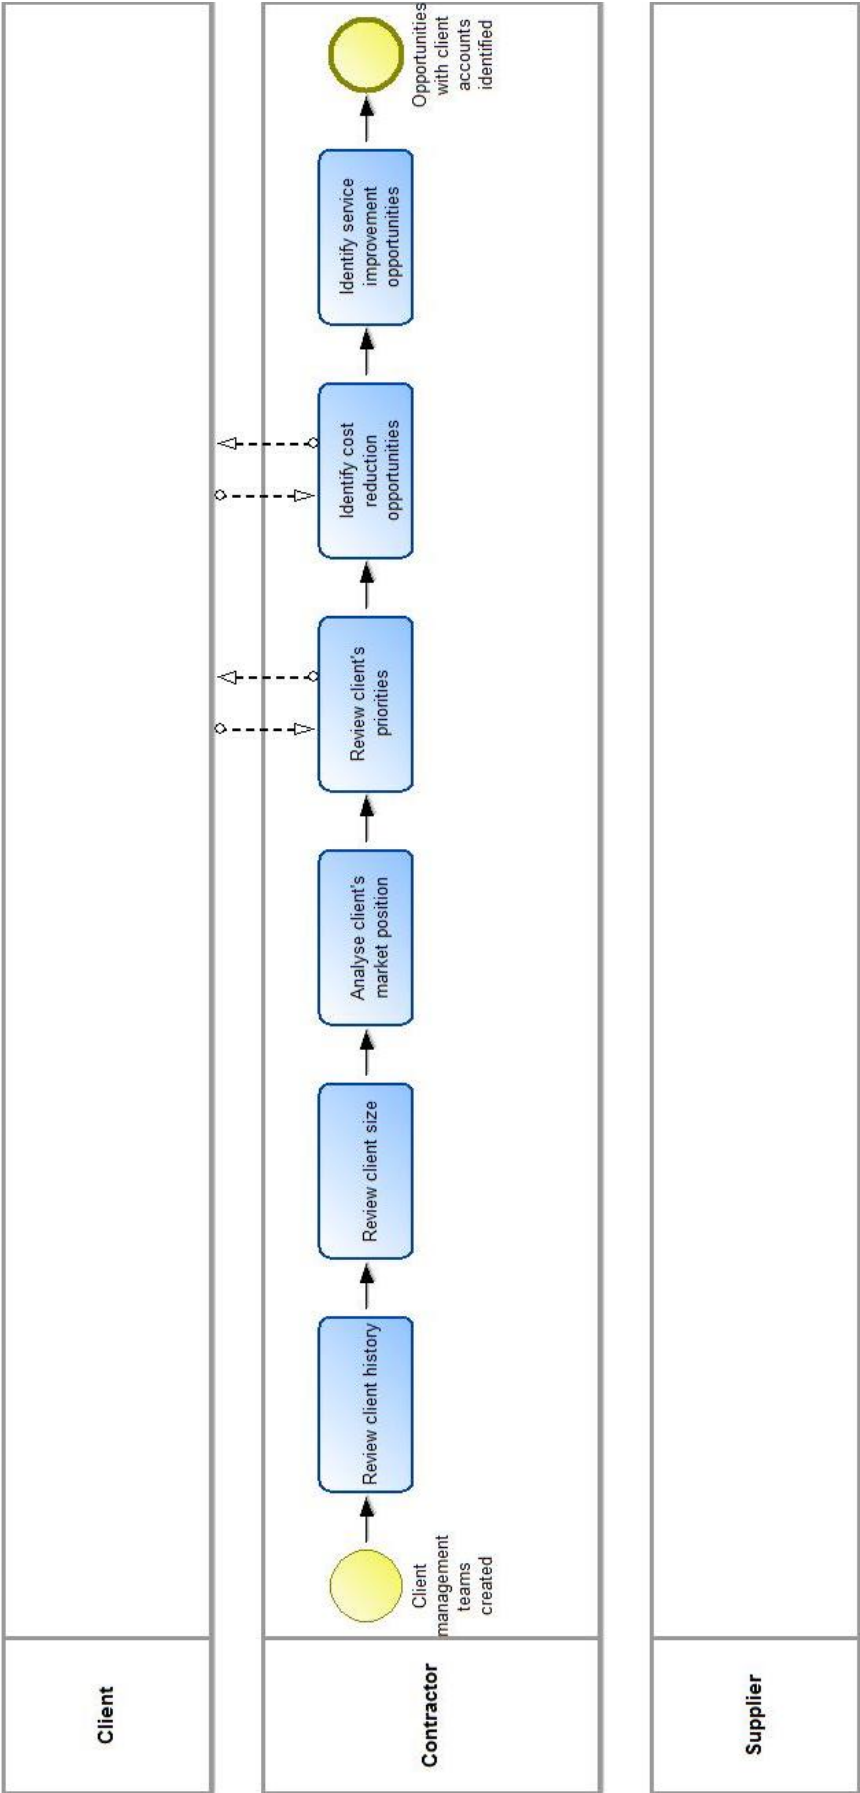 Client
Contractor
Client
management
teams
created
Review client history
Review client size
Analyse client's
market position
Review client's
priorities
Identify cost
reduction
opportunities
Identify service
improvement
opportunities
Opportunities
with client
accounts
identified
Supplier